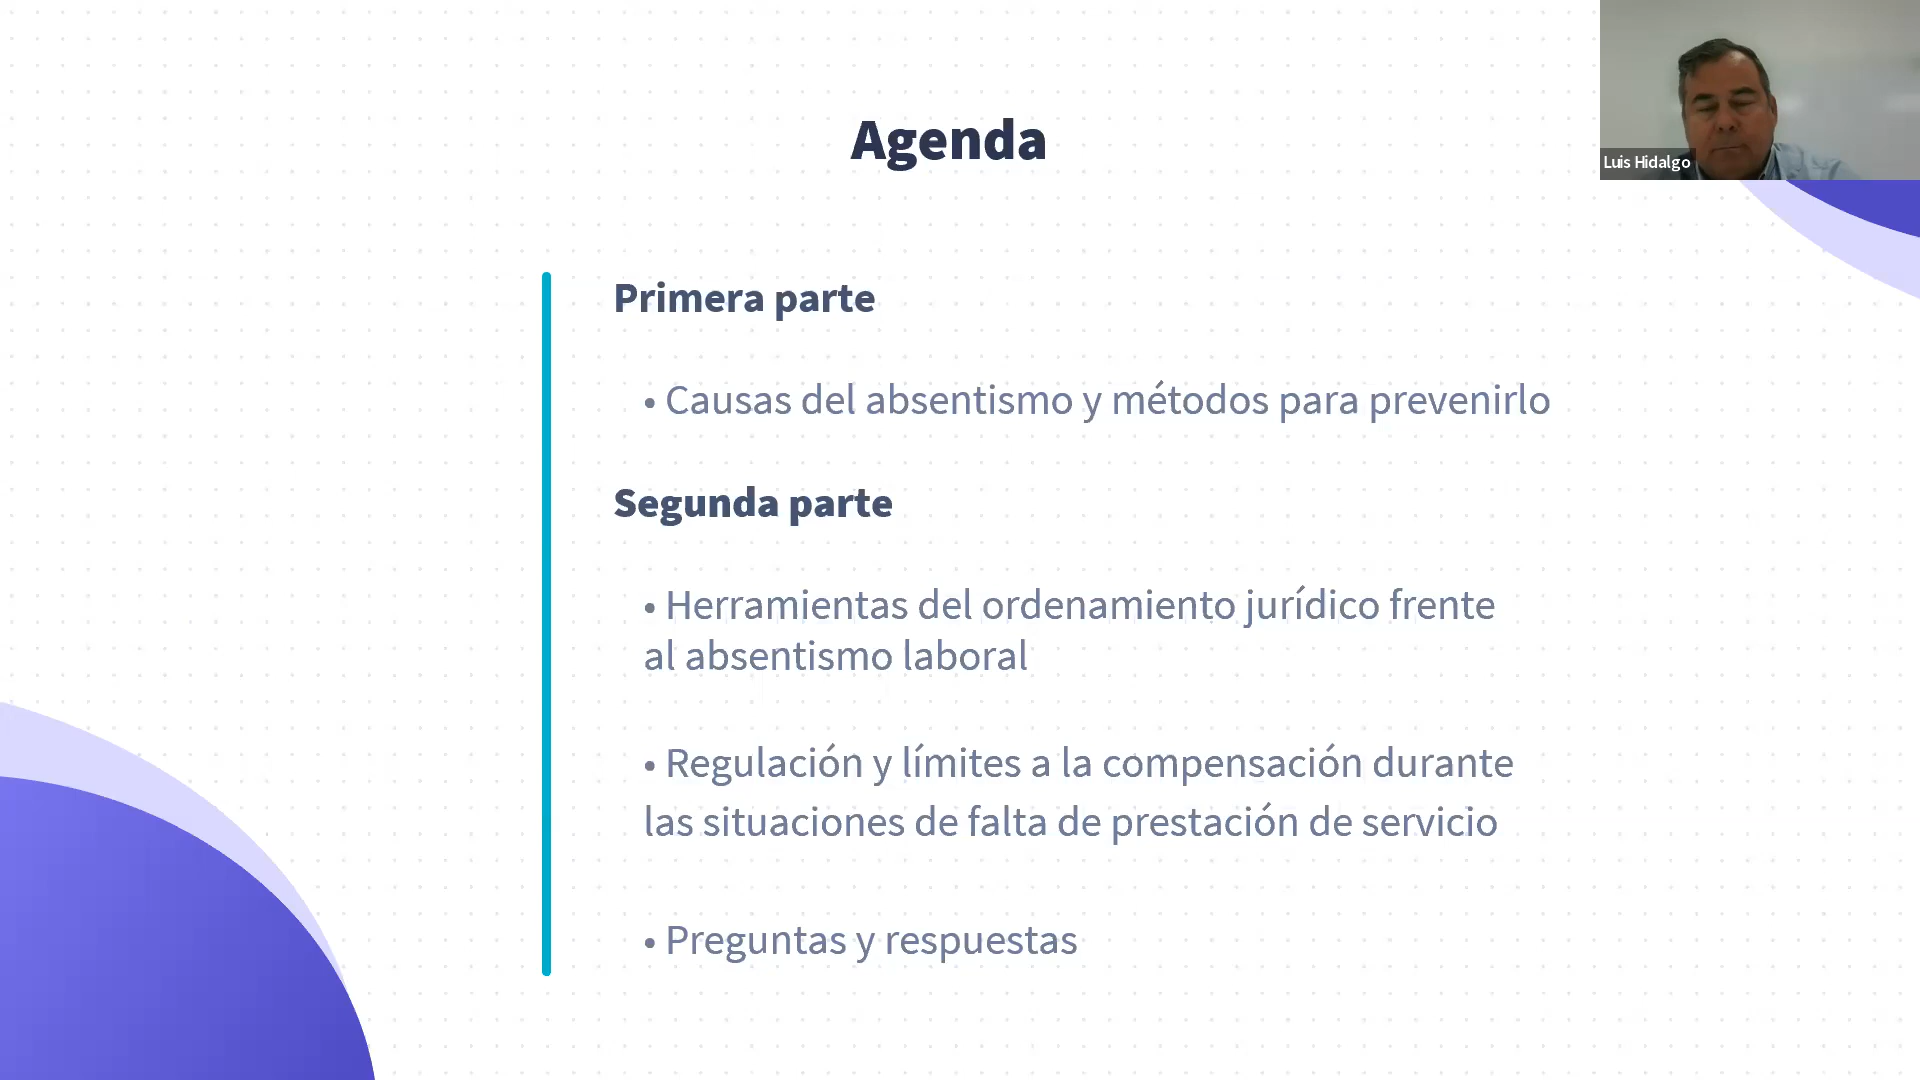 Agenda
Luis Hidalgo
Primera parte
• Causas del absentismo y métodos para prevenirlo
Segunda parte
• Herramientas del ordenamiento jurídico frente
al absentismo laboral
• Regulación y límites a la compensación durante
las situaciones de falta de prestación de servicio
• Preguntas y respuestas